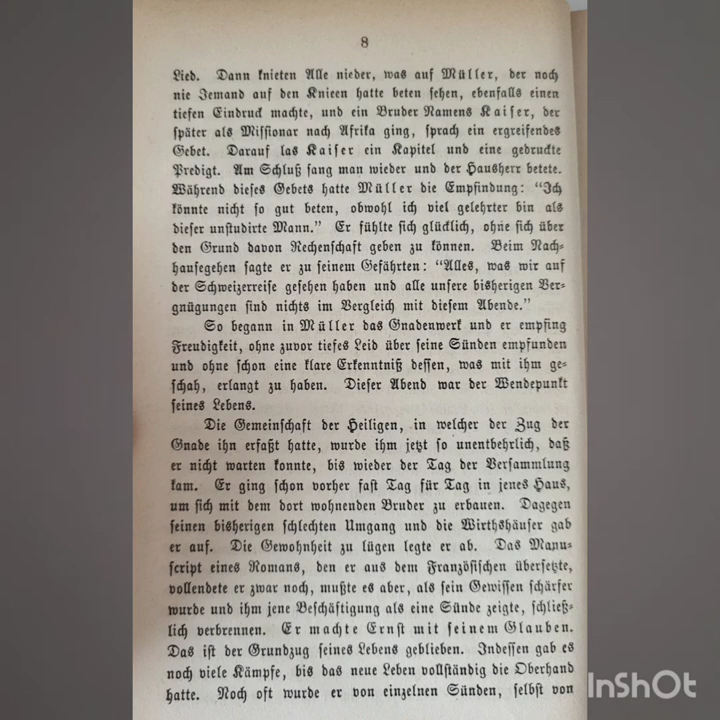 8
Lied. Dann knieten Alle nieder, was auf Müller, der noch
nie Jemand auf den Knieen hatte beten sehen, ebenfalls einen
tiefen Eindruck machte, und ein Bruder Namens Kaiser, der
später als Missionar nach Afrika ging, sprach ein ergreifendes
Gebet. Darauf las Kaiser ein Kapitel und eine gedruckte
Predigt. Am Schluß sang man wieder und der Hausherr betete.
Während dieses Gebets hatte Müller die Empfindung: "Ich
könnte nicht so gut beten, obwohl ich viel gelehrter bin als
dieser unstudirte Mann." Er fühlte sich glücklich, ohne sich über
den Grund davon Rechenschaft geben zu können. Beim Nach-
hausegehen sagte er zu seinem Gefährten: "Alles, was wir auf
der Schweizerreise gesehen haben und alle unsere bisherigen Ver-
gnügungen sind nichts im Vergleich mit diesem Abende."
So begann in Müller das Gnadenwerk und er empfing
Freudigkeit, ohne zuvor tiefes Leid über seine Sünden empfunden
und ohne schon eine klare Erkenntniß dessen, was mit ihm ge-
schah, erlangt zu haben. Dieser Abend war der Wendepunkt
seines Lebens.
Die Gemeinschaft der Heiligen, in welcher der Zug der
Gnade ihn erfaßt hatte, wurde ihm jetzt so unentbehrlich, daß
er nicht warten konnte, bis wieder der Tag der Versammlung
kam. Er ging schon vorher fast Tag für Tag in jenes Haus,
um sich mit dem dort wohnenden Bruder zu erbauen. Dagegen
seinen bisherigen schlechten Umgang und die Wirthshäuser gab
er auf. Die Gewohnheit zu lügen legte er ab. Das Manu-
script eines Romans, den er aus dem Französischen übersetzte,
vollendete er zwar noch, mußte es aber, als sein Gewissen schärfer
wurde und ihm jene Beschäftigung als eine Sünde zeigte, schließ-
lich verbrennen. Er machte Ernst mit seinem Glauben.
Das ist der Grundzug seines Lebens geblieben. Indessen gab es
noch viele Kämpfe, bis das neue Leben vollständig die Oberhand
hatte. Noch oft wurde er von einzelnen Sünden, selbst von
InShOt